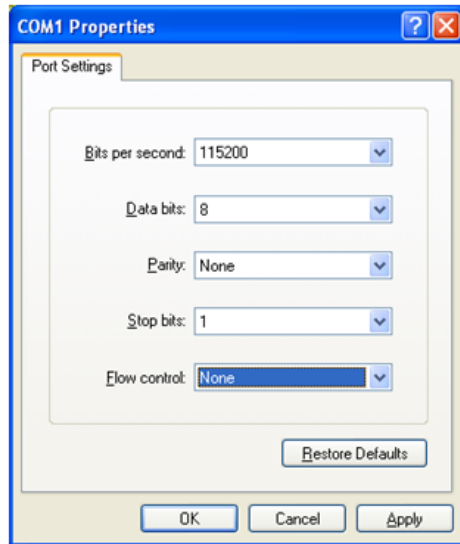 COM1 Properties
Port Settings
Bits per second: 115200
Data bits: 8
Parity: None
Stop bits: 1
Flow control: None
Restore Defaults
OK Cancel Apply